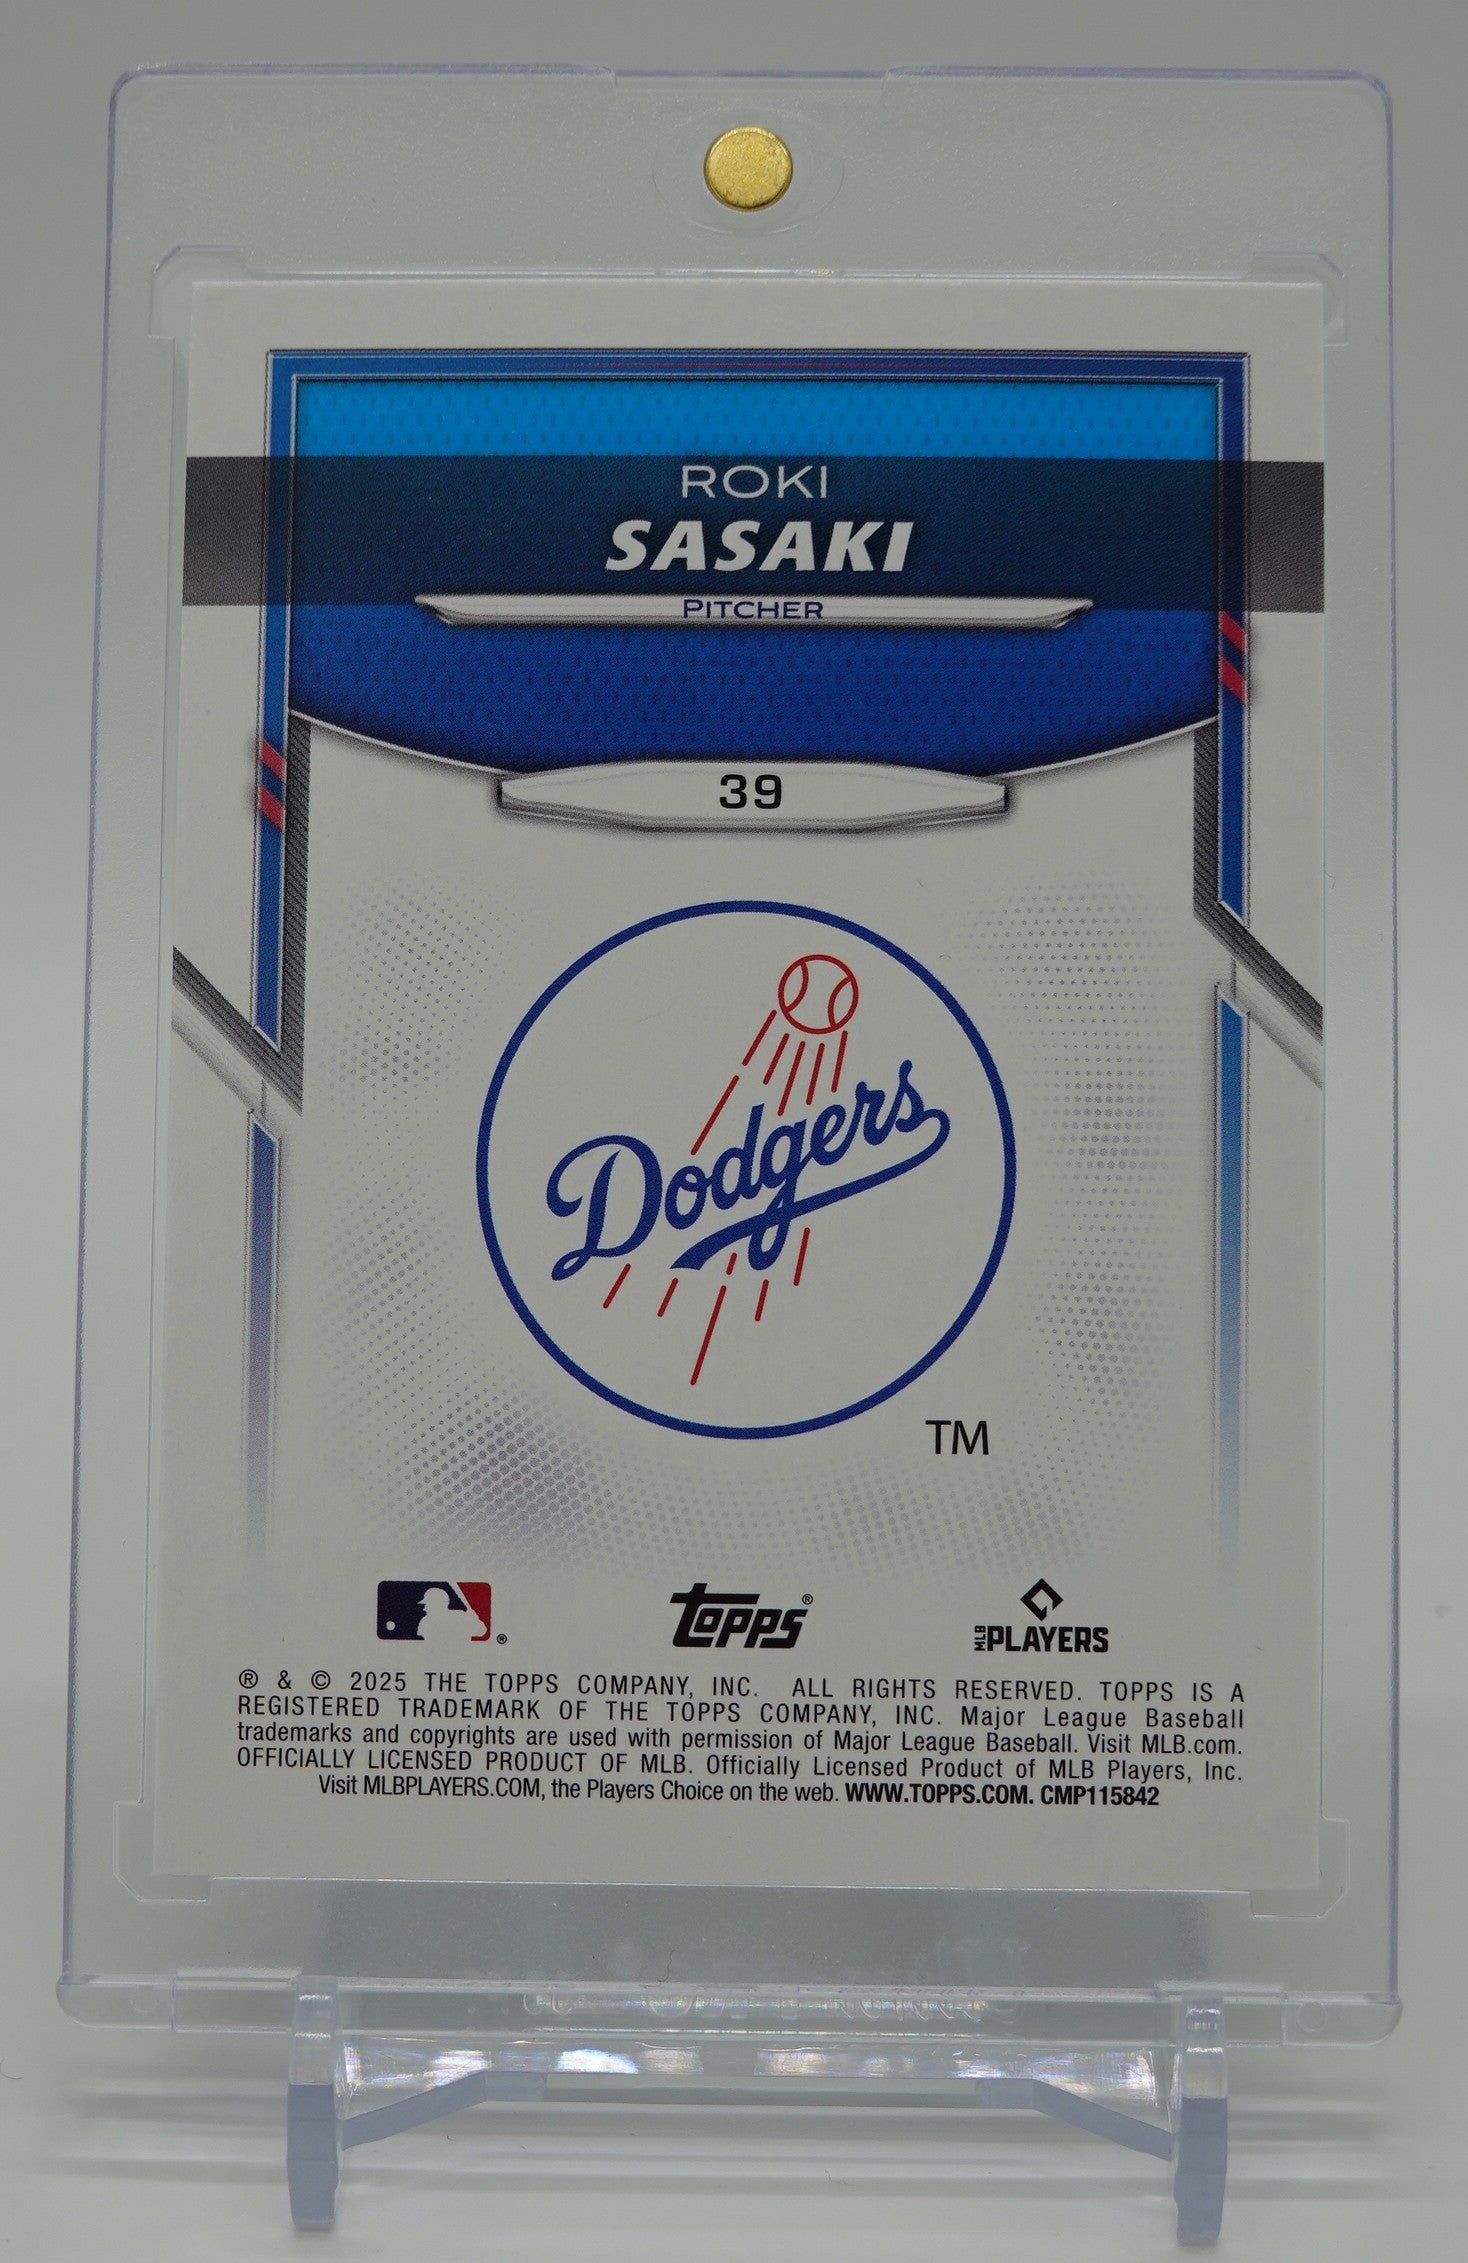 ROKI
SASAKI
PITCHER
39
Dodgers
TM
® TOPPS® MLB PLAYERS
® & © 2025 THE TOPPS COMPANY, INC. ALL RIGHTS RESERVED. TOPPS IS A
REGISTERED TRADEMARK OF THE TOPPS COMPANY, INC. Major League Baseball
trademarks and copyrights are used with permission of Major League Baseball. Visit MLB.com.
OFFICIALLY LICENSED PRODUCT OF MLB. Officially Licensed Product of MLB Players, Inc.
Visit MLBPLAYERS.COM, the Players Choice on the web. WWW.TOPPS.COM. CMP115842